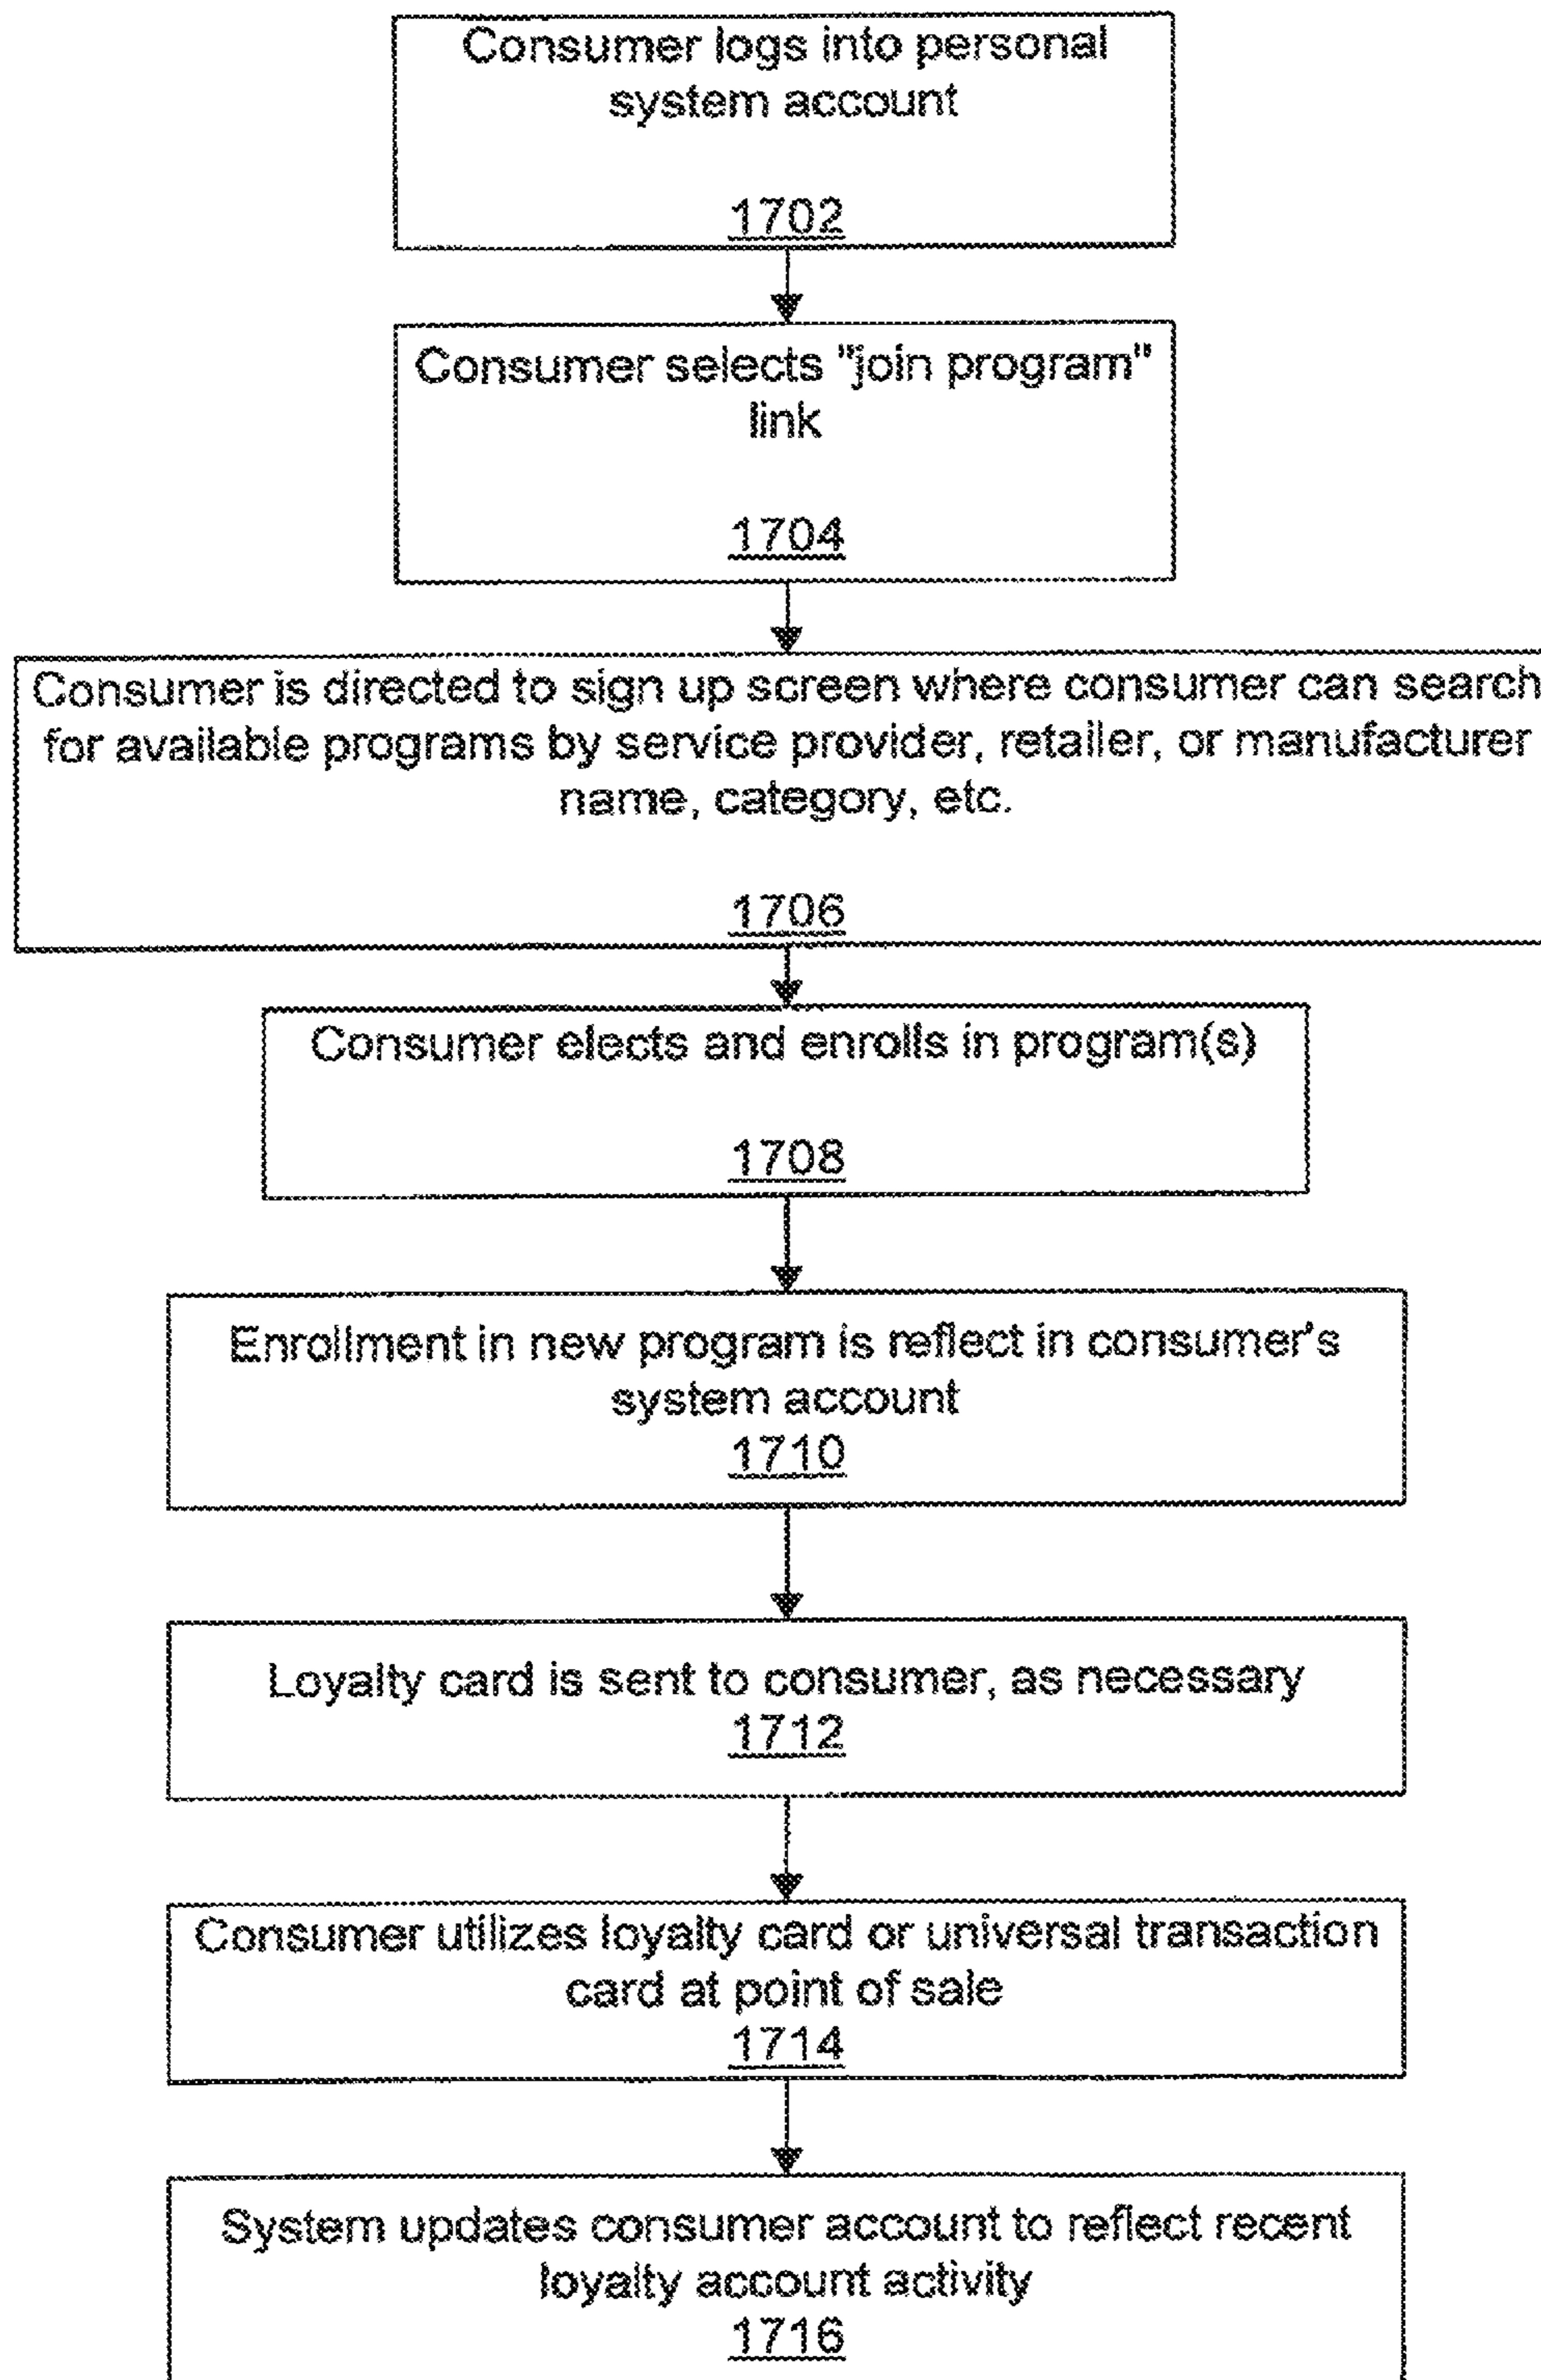 Consumer logs into personal
system account
1702
Consumer selects "join program"
link
1704
Consumer is directed to sign up screen where consumer can search
for available programs by service provider, retailer, or manufacturer
name, category, etc.
1706
Consumer elects and enrolls in program(s)
1708
Enrollment in new program is reflect in consumer's
system account
1710
Loyalty card is sent to consumer, as necessary
1712
Consumer utilizes loyalty card or universal transaction
card at point of sale
1714
System updates consumer account to reflect recent
loyalty account activity
1716